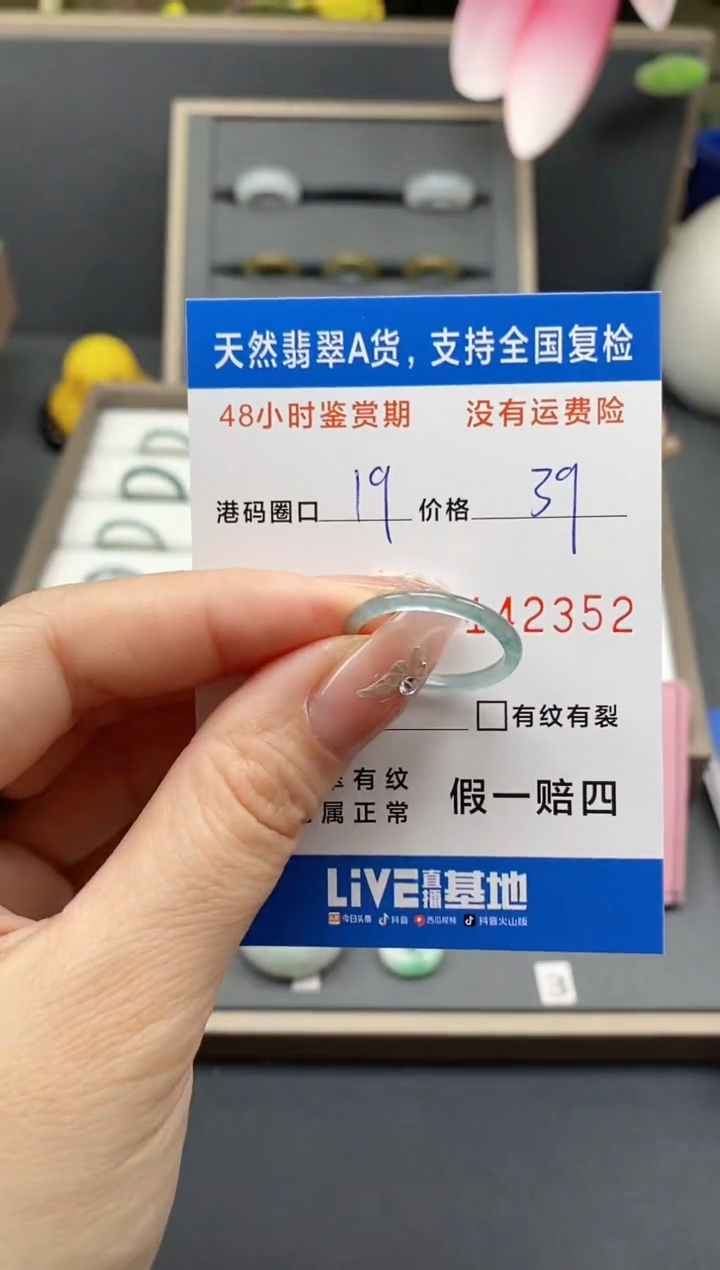 天然翡翠A货，支持全国复检
48小时鉴赏期 没有运费险
港码圈口 19 价格 39
142352
□有纹有裂
有纹
属正常 假一赔四
LiVE直播基地
今日头条 抖音 西瓜视频 抖音火山版
3